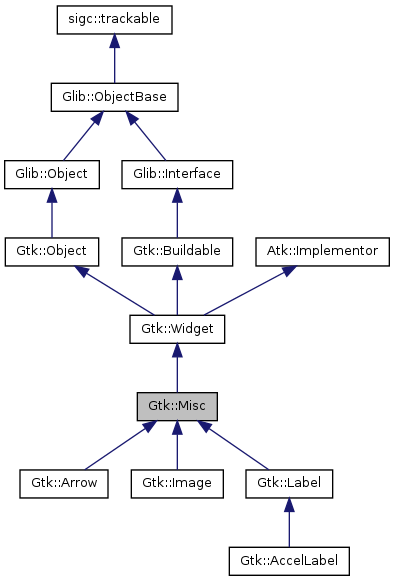 sigc::trackable
Glib::ObjectBase
Glib::Object
Glib::Interface
Gtk::Object
Gtk::Buildable
Atk::Implementor
Gtk::Widget
Gtk::Misc
Gtk::Arrow
Gtk::Image
Gtk::Label
Gtk::AccelLabel